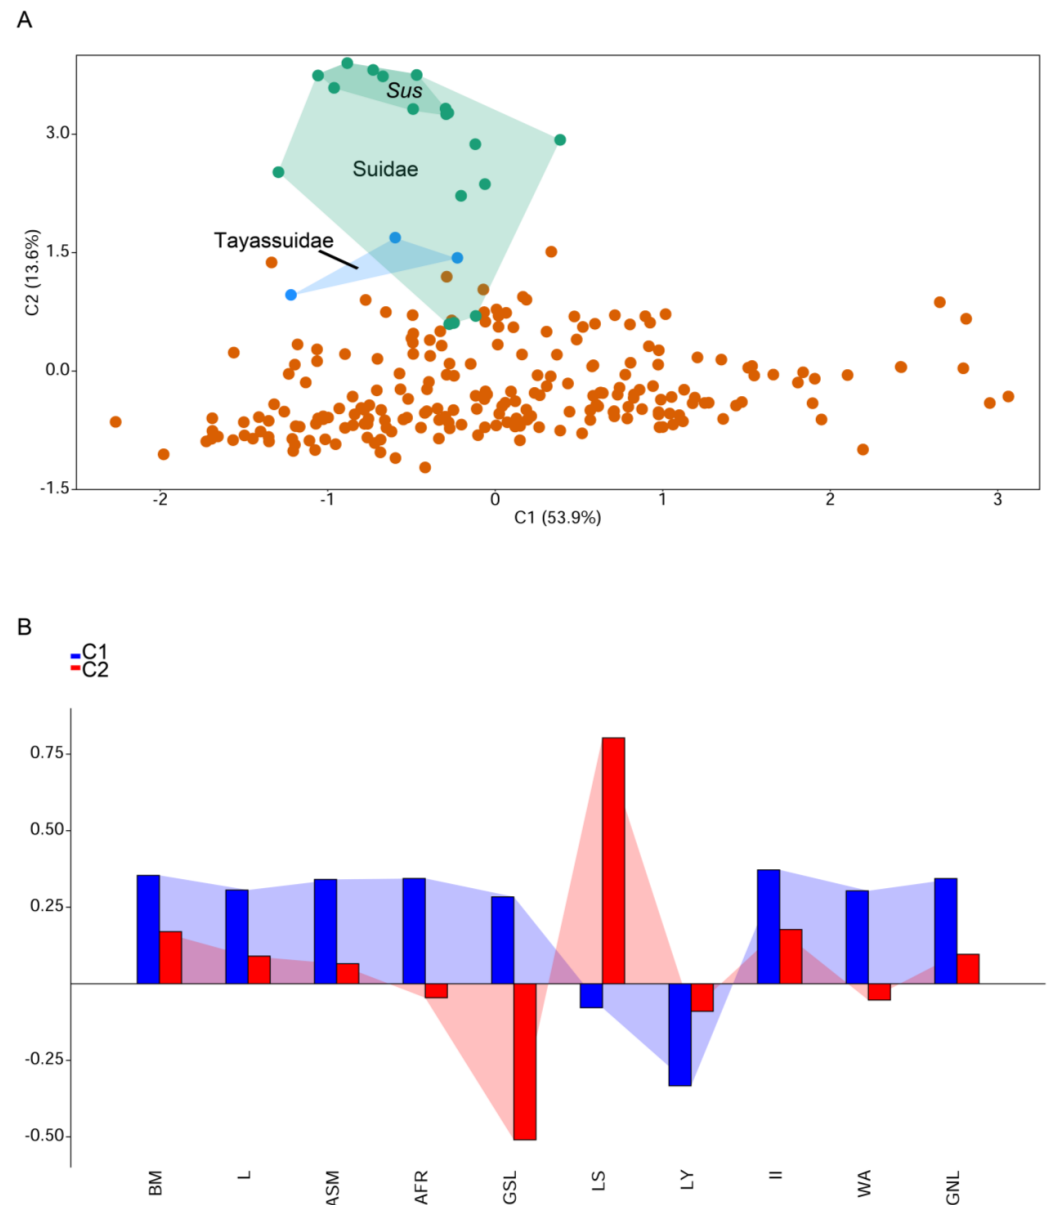 A
Sus
3.0
Suidae
Tayassuidae
1.5
C2 (13.6%)
0.0
-1.5
-2 -1 0 1 2 3
C1 (53.9%)
B
C1
C2
0.75
0.50
0.25
-0.25
-0.50
BM L ASM AFR GSL LS LY II WA GNL